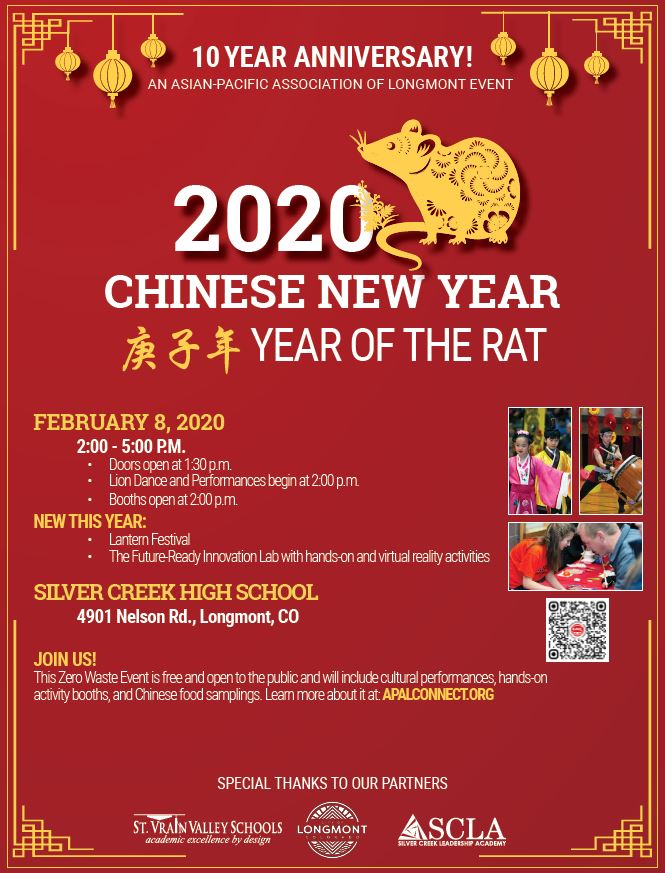 10 YEAR ANNIVERSARY!
AN ASIAN-PACIFIC ASSOCIATION OF LONGMONT EVENT
2020
CHINESE NEW YEAR
庚子年 YEAR OF THE RAT
FEBRUARY 8, 2020
2:00 - 5:00 P.M.
• Doors open at 1:30 p.m.
• Lion Dance and Performances begin at 2:00 p.m.
• Booths open at 2:00 p.m.
NEW THIS YEAR:
• Lantern Festival
• The Future-Ready Innovation Lab with hands-on and virtual reality activities
SILVER CREEK HIGH SCHOOL
4901 Nelson Rd., Longmont, CO
JOIN US!
This Zero Waste Event is free and open to the public and will include cultural performances, hands-on
activity booths, and Chinese food samplings. Learn more about it at: APALCONNECT.ORG
SPECIAL THANKS TO OUR PARTNERS
ST. VRAIN VALLEY SCHOOLS
academic excellence by design
LONGMONT
COLORADO
SCLA
SILVER CREEK LEADERSHIP ACADEMY